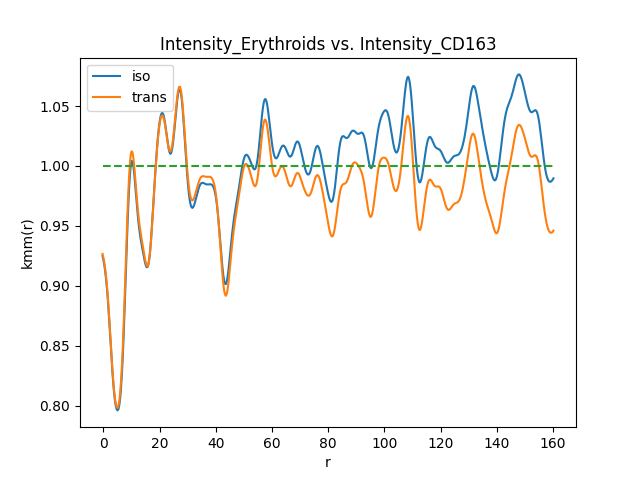 Intensity_Erythroids vs. Intensity_CD163
iso
trans
kmm(r)
1.05
1.00
0.95
0.90
0.85
0.80
0 20 40 60 80 100 120 140 160
r